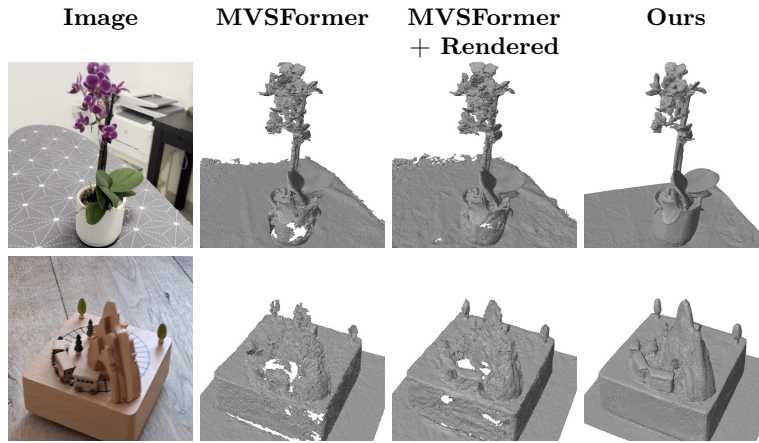 Image
MVSFormer
MVSFormer
+ Rendered
Ours